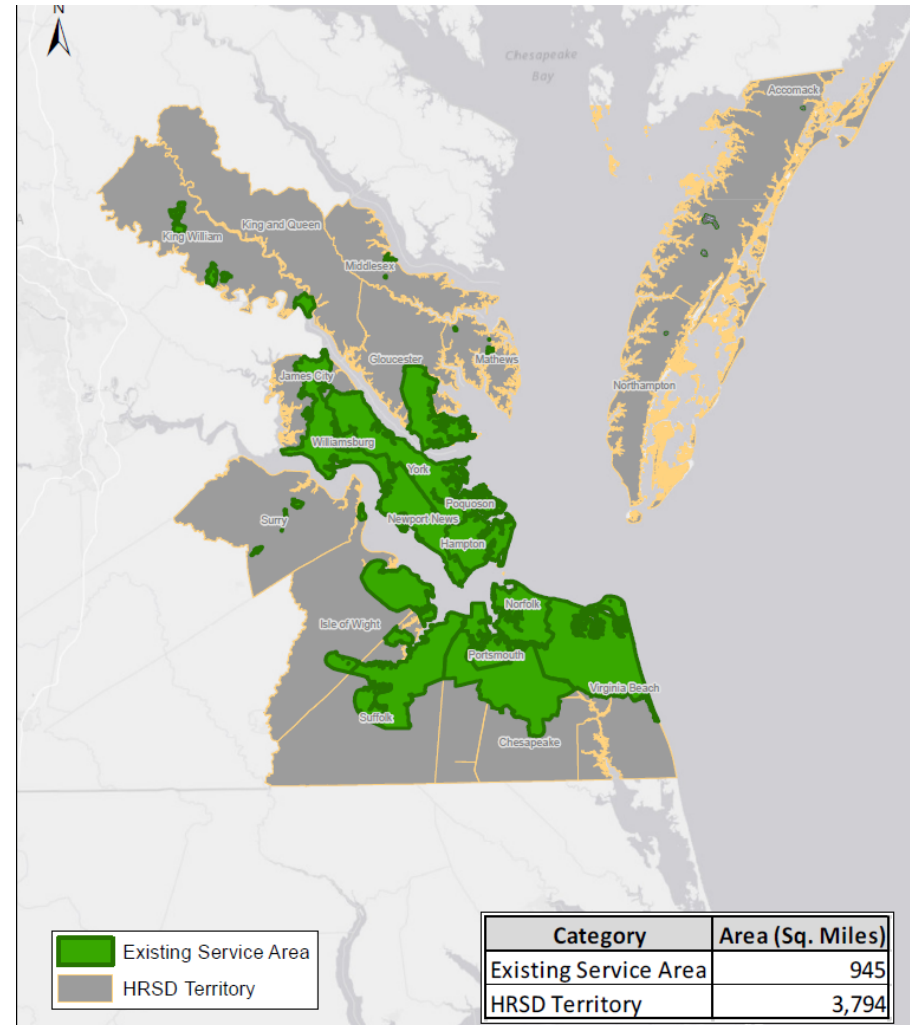 N
Chesapeake
Bay
Accomack
King and Queen
King William
Middlesex
Mathews
Gloucester
James City
Northampton
Williamsburg
York
Poquoson
Newport News
Surry
Hampton
Norfolk
Isle of Wight
Portsmouth
Virginia Beach
Suffolk
Chesapeake
Existing Service Area
HRSD Territory
Category Area (Sq. Miles)
Existing Service Area 945
HRSD Territory 3,794